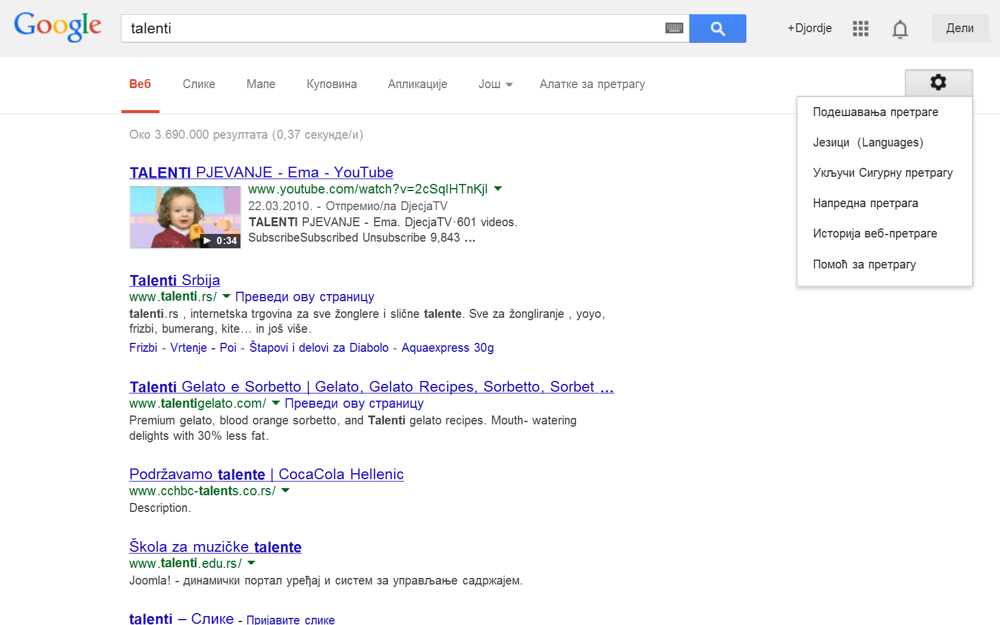 Google
talenti
+Djordje
Дели
Веб Слике Мапе Куповина Апликације Још Алатке за претрагу
Подешавања претраге
Језици (Languages)
Укључи Сигурну претрагу
Напредна претрага
Историја веб-претраге
Помоћ за претрагу
Око 3.690.000 резултата (0,37 секунде/и)
TALENTI PJEVANJE - Ema - YouTube
www.youtube.com/watch?v=2cSqlHTnKjl
22.03.2010. - Отпремио/ла DjecjaTV
TALENTI PJEVANJE - Ema. DjecjaTV·601 videos.
SubscribeSubscribed Unsubscribe 9,843 ...
0:34
Talenti Srbija
www.talenti.rs/ Преведи ову страницу
talenti.rs , internetska trgovina za sve žonglere i slične talente. Sve za žongliranje , yoyo,
frizbi, bumerang, kite... in još više.
Frizbi - Vrtenje - Poi - Štapovi i delovi za Diabolo - Aquaexpress 30g
Talenti Gelato e Sorbetto | Gelato, Gelato Recipes, Sorbetto, Sorbet ...
www.talentigelato.com/ Преведи ову страницу
Premium gelato, blood orange sorbetto, and Talenti gelato recipes. Mouth- watering
delights with 30% less fat.
Podržavamo talente | CocaCola Hellenic
www.cchbc-talents.co.rs/
Description.
Škola za muzičke talente
www.talenti.edu.rs/
Joomla! - динамички портал уређај и систем за управљање садржајем.
talenti – Слике - Пријавите слике